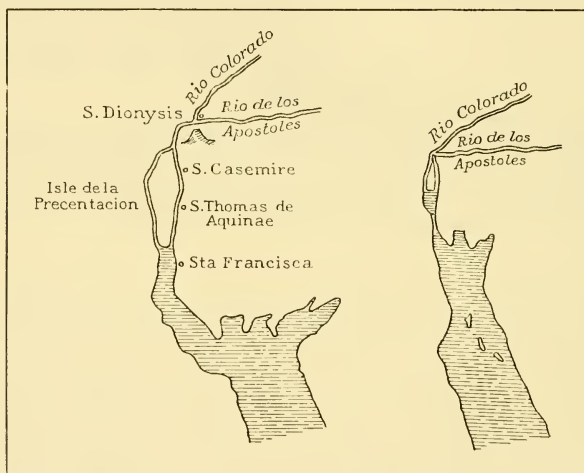 Rio Colorado
S. Dionysis
Rio de los
Apostoles
S. Casemire
Isle de la
Precentacion
S. Thomas de
Aquinae
Sta Francisca
Rio Colorado
Rio de los
Apostoles